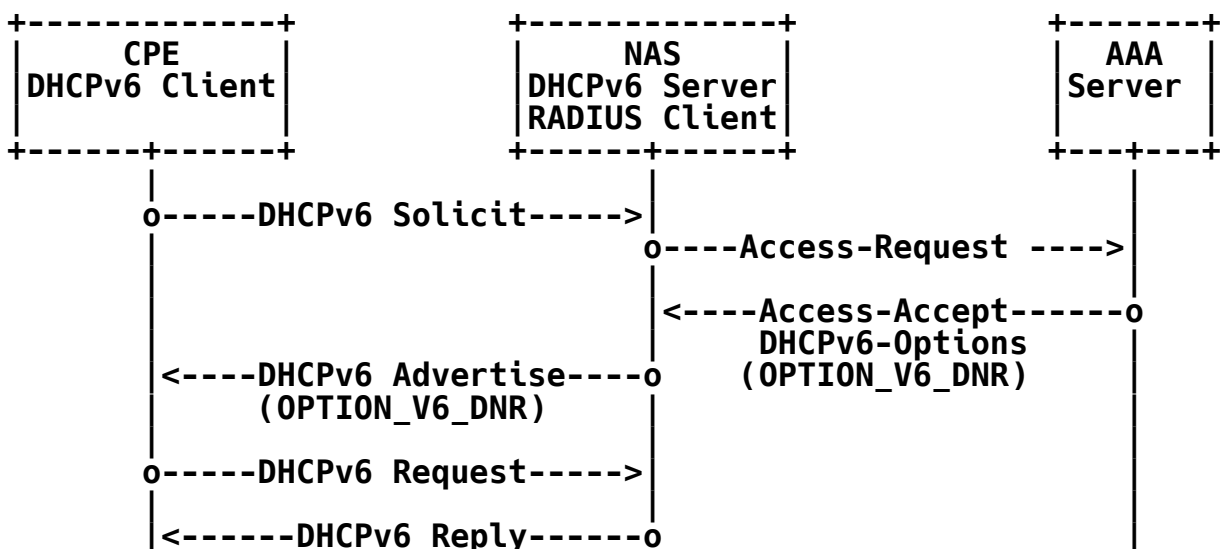 CPE NAS AAA
DHCPv6 Client DHCPv6 Server Server
RADIUS Client
DHCPv6 Solicit
Access-Request
Access-Accept
DHCPv6-Options
DHCPv6 Advertise (OPTION_V6_DNR)
(OPTION_V6_DNR)
DHCPv6 Request
DHCPv6 Reply